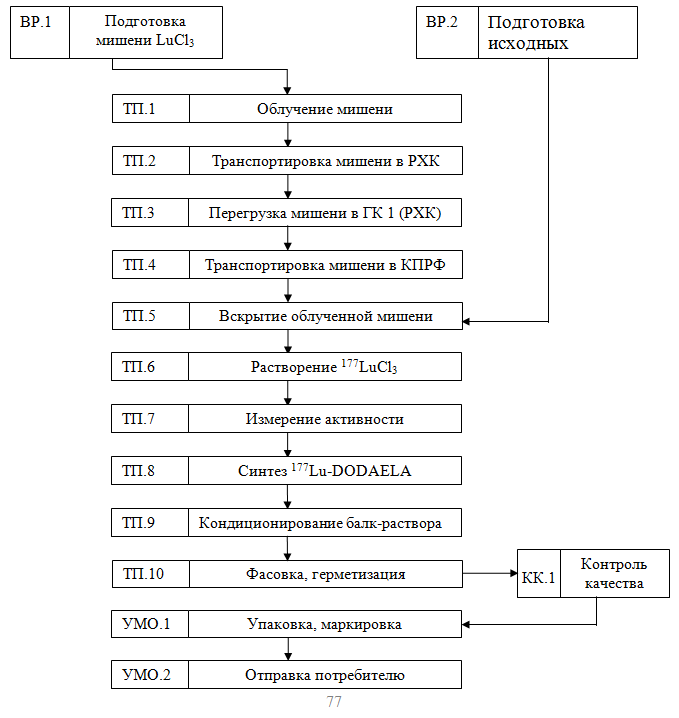 ВР.1
Подготовка
мишени LuCl3
ВР.2
Подготовка
исходных
ТП.1
Облучение мишени
ТП.2
Транспортировка мишени в РХК
ТП.3
Перегрузка мишени в ГК 1 (РХК)
ТП.4
Транспортировка мишени в КПРФ
ТП.5
Вскрытие облученной мишени
ТП.6
Растворение 177LuCl3
ТП.7
Измерение активности
ТП.8
Синтез 177Lu-DODAELA
ТП.9
Кондиционирование балк-раствора
ТП.10
Фасовка, герметизация
КК.1
Контроль
качества
УМО.1
Упаковка, маркировка
УМО.2
Отправка потребителю
77